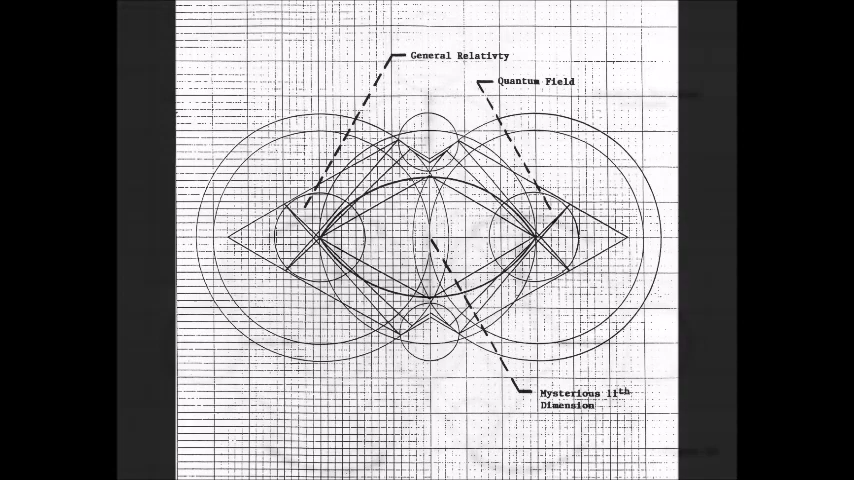 General Relativty
Quantum Field
Mysterious 11th
Dimension